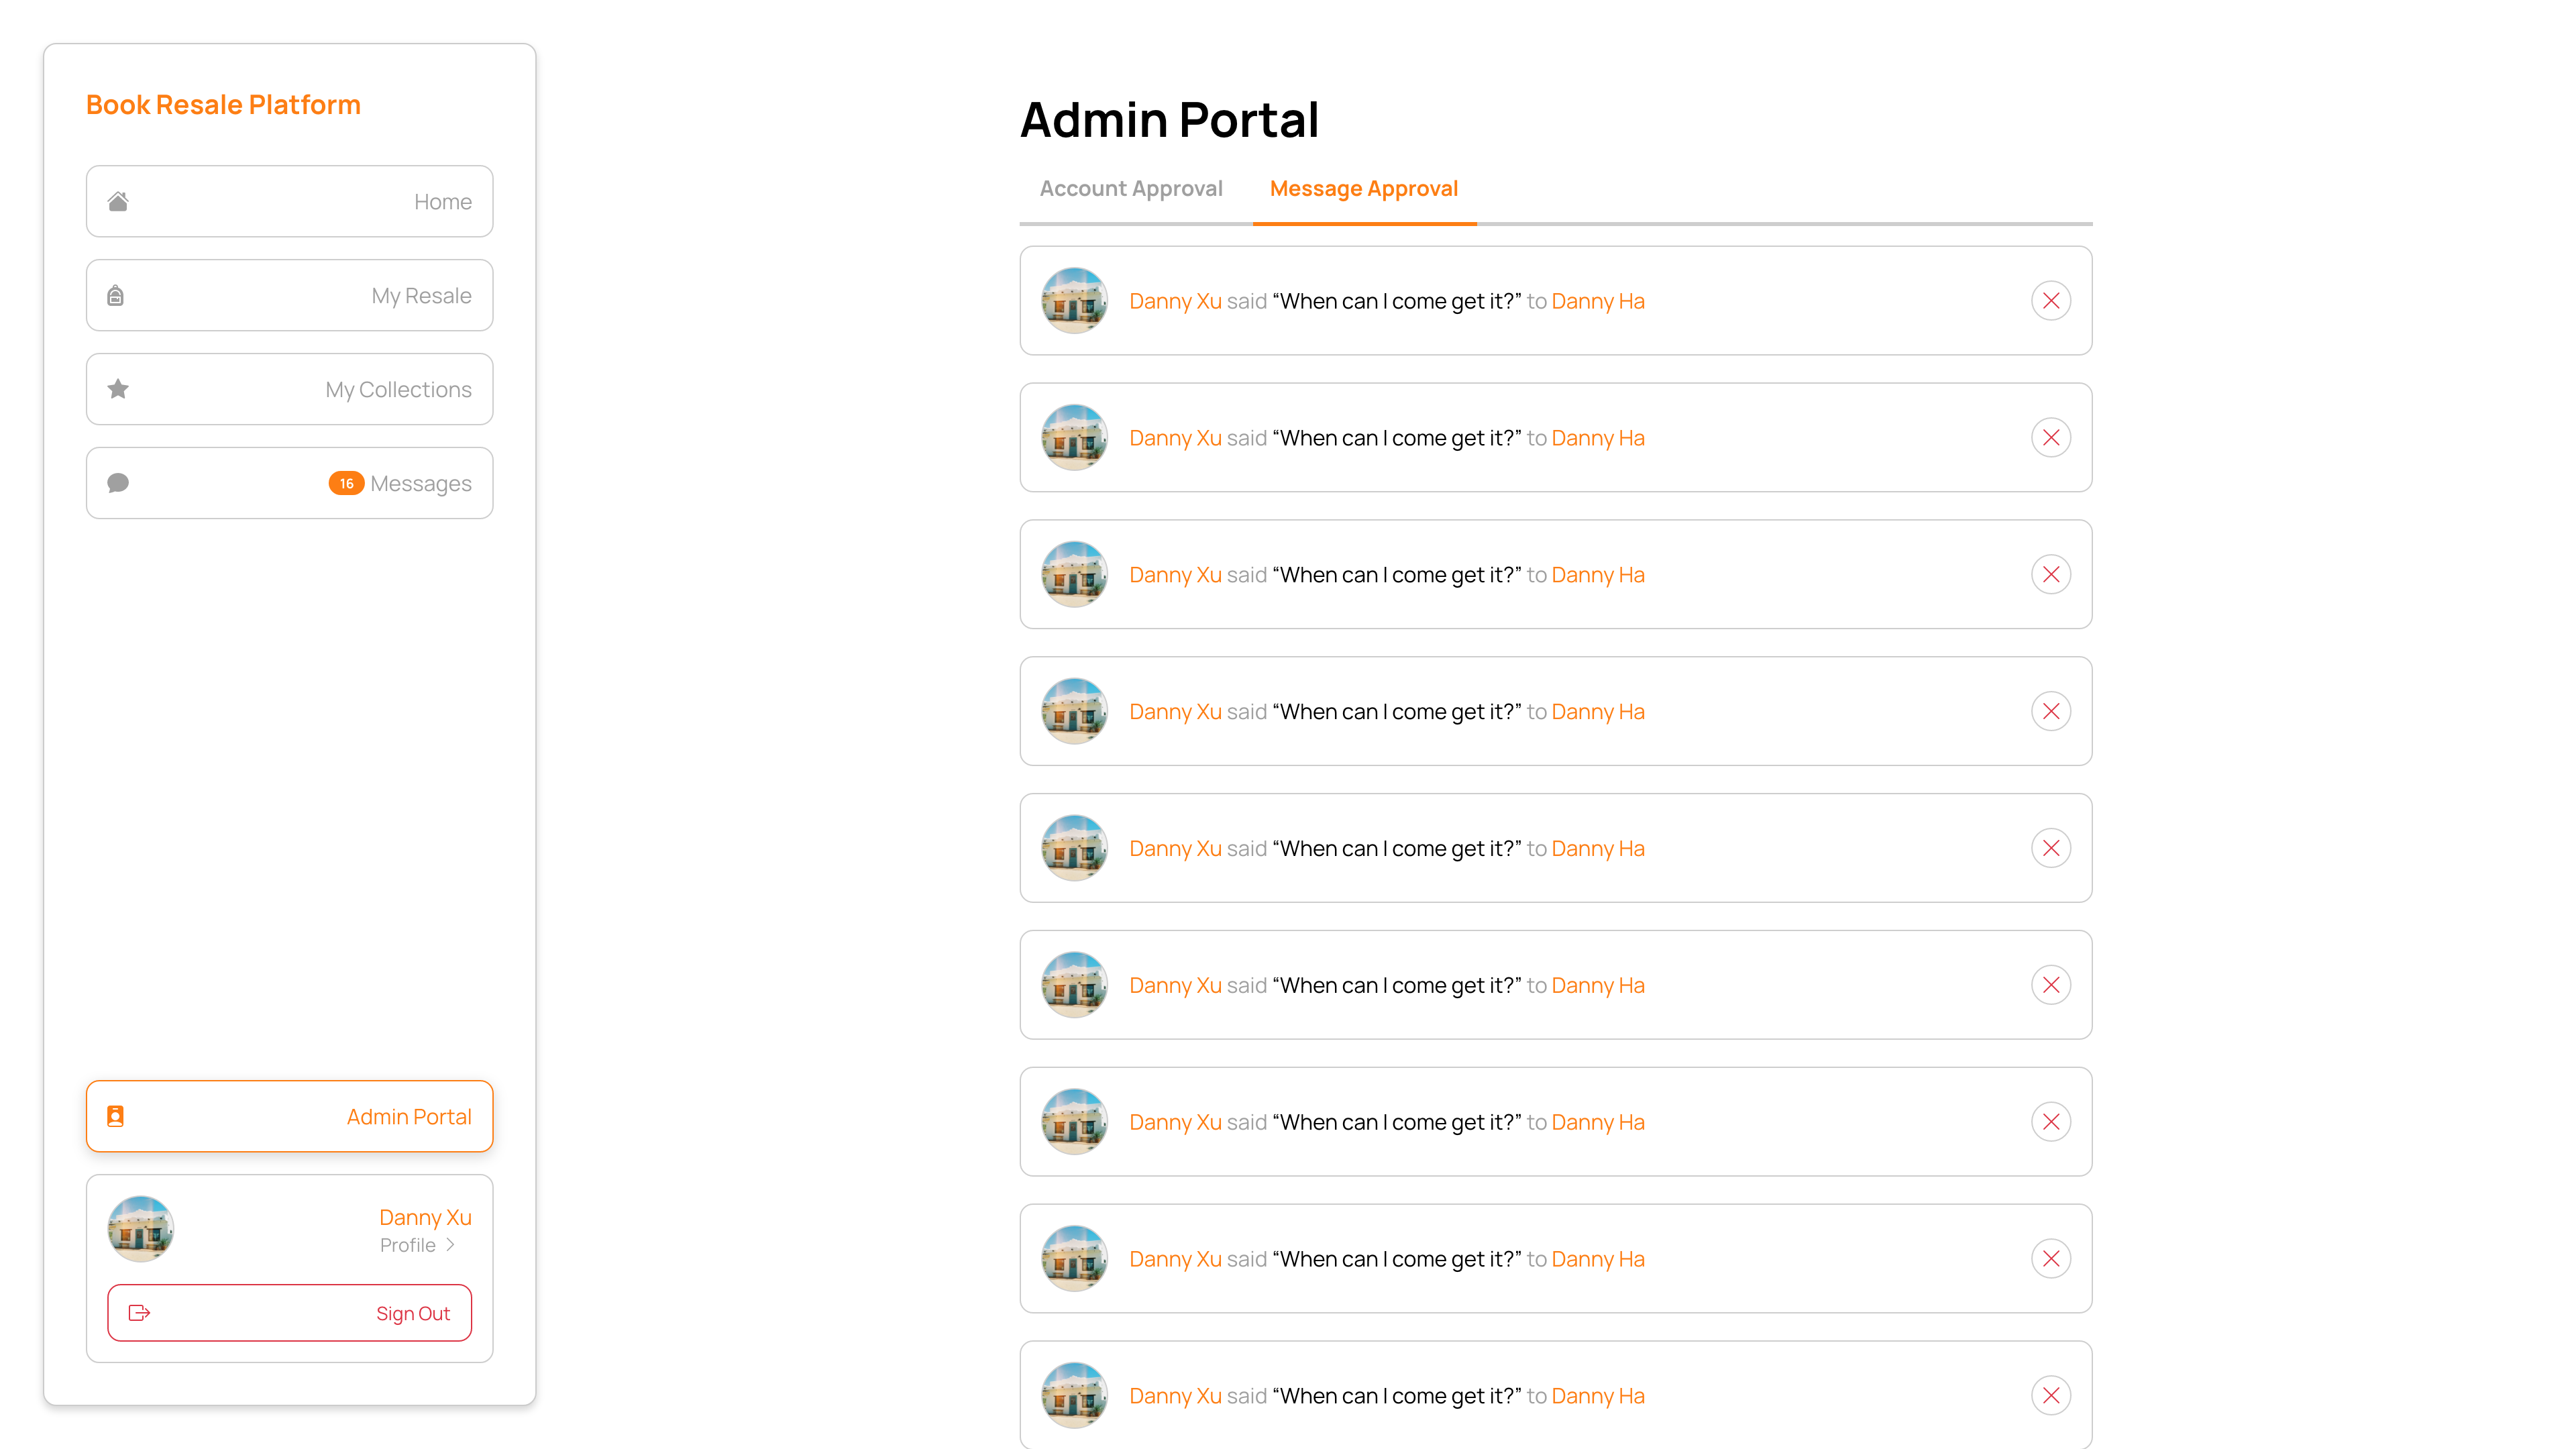 Book Resale Platform
Home
My Resale
My Collections
16 Messages
Admin Portal
Danny Xu
Profile
Sign Out
Admin Portal
Account Approval Message Approval
Danny Xu said “When can I come get it?” to Danny Ha
Danny Xu said “When can I come get it?” to Danny Ha
Danny Xu said “When can I come get it?” to Danny Ha
Danny Xu said “When can I come get it?” to Danny Ha
Danny Xu said “When can I come get it?” to Danny Ha
Danny Xu said “When can I come get it?” to Danny Ha
Danny Xu said “When can I come get it?” to Danny Ha
Danny Xu said “When can I come get it?” to Danny Ha
Danny Xu said “When can I come get it?” to Danny Ha